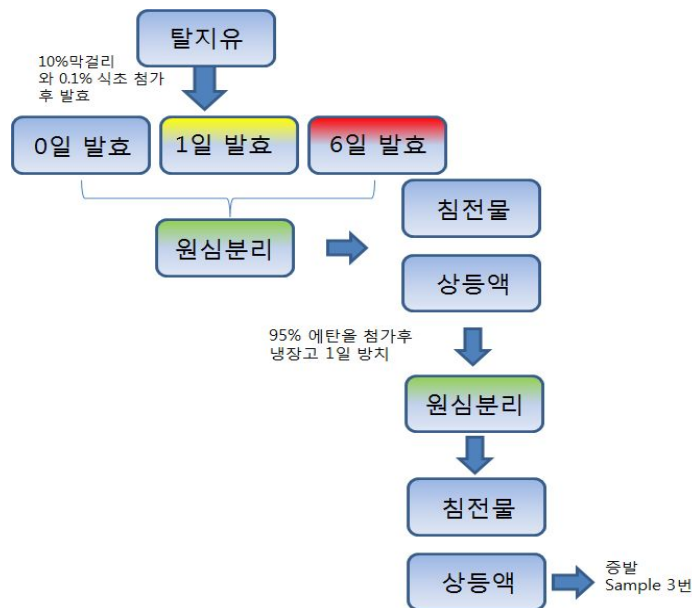 탈지유
10%막걸리
와 0.1% 식초 첨가
후 발효
0일 발효
1일 발효
6일 발효
원심분리
침전물
상등액
95% 에탄올 첨가후
냉장고 1일 방치
원심분리
침전물
상등액
증발
Sample 3번